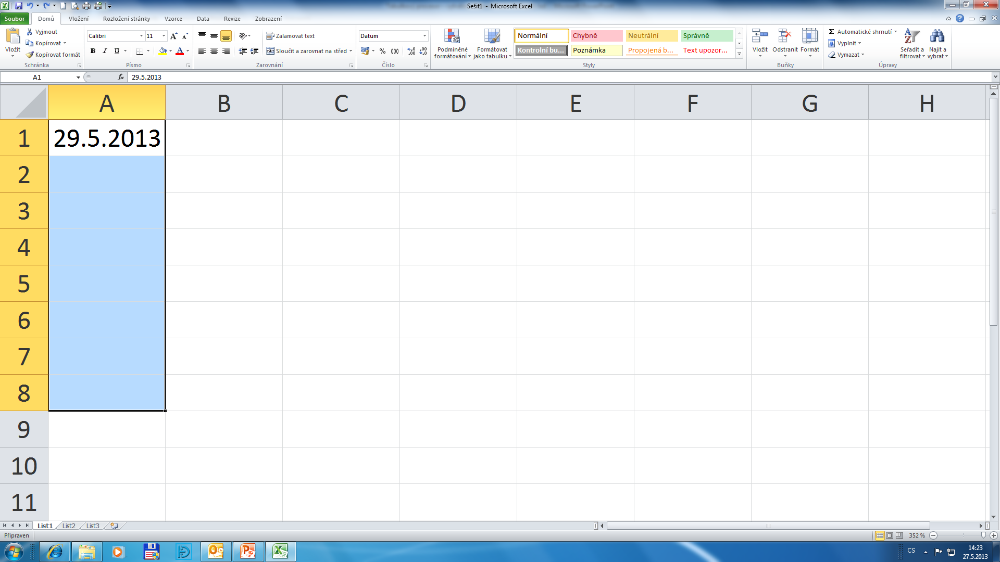 Sešit1 - Microsoft Excel
Soubor Domů Vložení Rozložení stránky Vzorce Data Revize Zobrazení
Vložit
Vyjmout
Kopírovat
Kopírovat formát
Schránka
Calibri 11
B I U
Písmo
Zalamovat text
Sloučit a zarovnat na střed
Zarovnání
Datum
% 000
Číslo
Podmíněné formátování
Formátovat jako tabulku
Normální Chybně Neutrální Správně
Kontrolní bu... Poznámka Propojená b... Text upozor...
Styly
Vložit Odstranit Formát
Buňky
Σ Automatické shrnutí
Vyplnit
Vymazat
Seřadit a filtrovat
Najít a vybrat
Úpravy
A1 fx 29.5.2013
A B C D E F G H
1 29.5.2013
2
3
4
5
6
7
8
9
10
11
List1 List2 List3
Připraven 352 %
CS 14:23
27.5.2013